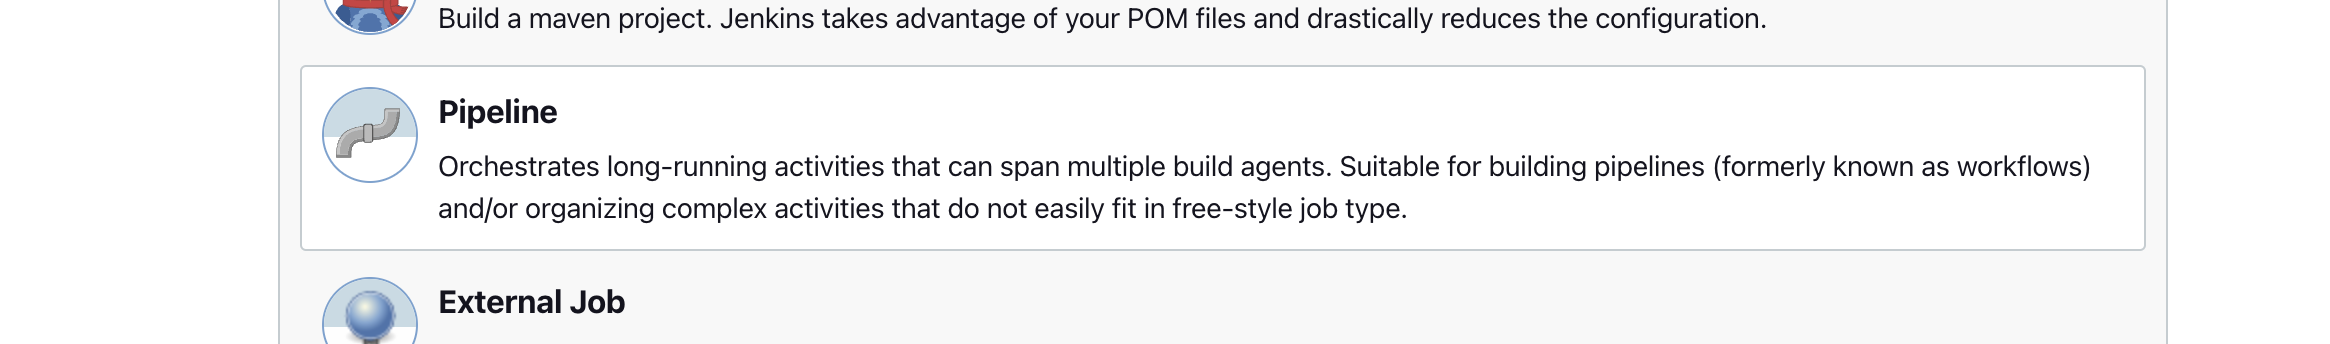 Build a maven project. Jenkins takes advantage of your POM files and drastically reduces the configuration.
Pipeline
Orchestrates long-running activities that can span multiple build agents. Suitable for building pipelines (formerly known as workflows)
and/or organizing complex activities that do not easily fit in free-style job type.
External Job